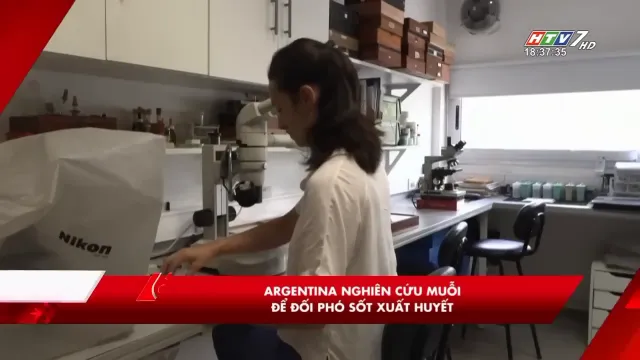 HTV7 HD
18:37:35
Nikon
ARGENTINA NGHIÊN CỨU MUỖI
ĐỂ ĐỐI PHÓ SỐT XUẤT HUYẾT